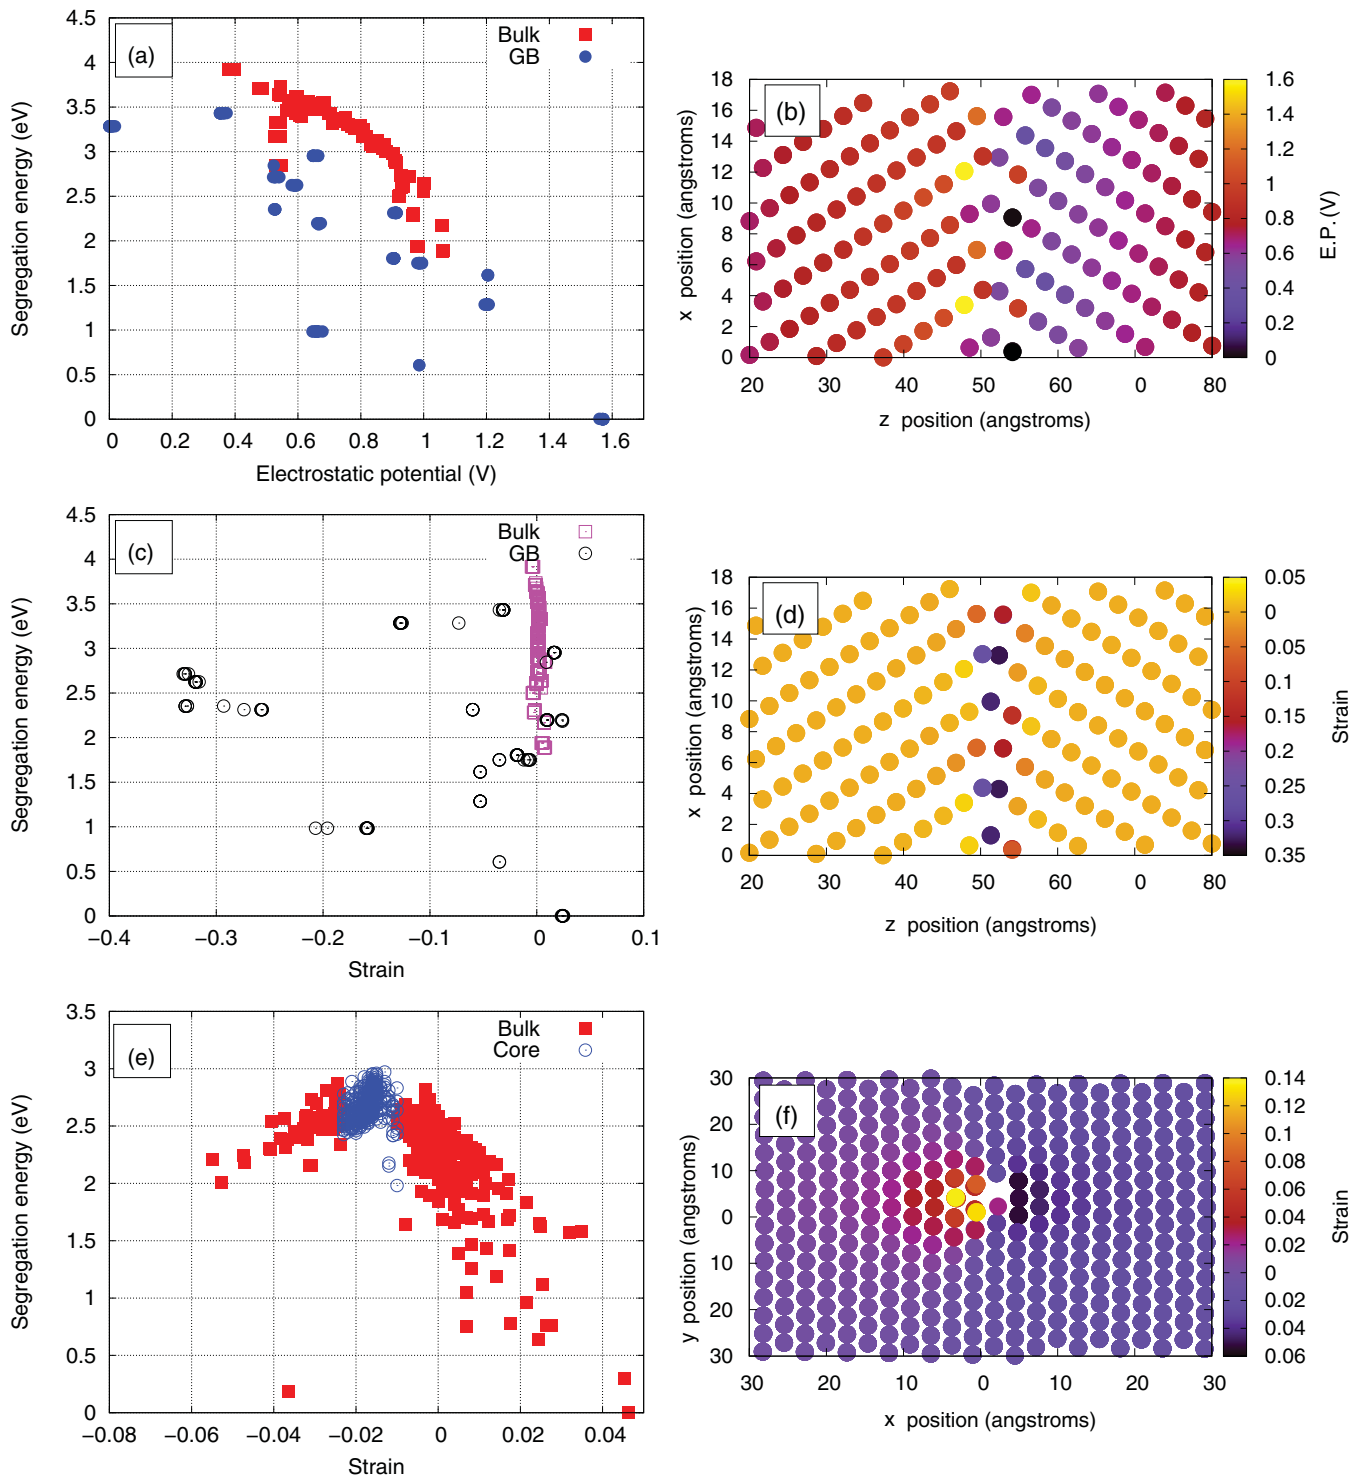 (a)
Bulk
GB
4.5
4
3.5
3
2.5
2
1.5
1
0.5
0
Segregation energy (eV)
0 0.2 0.4 0.6 0.8 1 1.2 1.4 1.6
Electrostatic potential (V)
(b)
18
16
14
12
10
8
6
4
2
0
x position (angstroms)
20 30 40 50 60 0 80
z position (angstroms)
1.6
1.4
1.2
1
0.8
0.6
0.4
0.2
0
E.P.(V)
(c)
Bulk
GB
4.5
4
3.5
3
2.5
2
1.5
1
0.5
0
Segregation energy (eV)
−0.4 −0.3 −0.2 −0.1 0 0.1
Strain
(d)
18
16
14
12
10
8
6
4
2
0
x position (angstroms)
20 30 40 50 60 0 80
z position (angstroms)
0.05
0
0.05
0.1
0.15
0.2
0.25
0.3
0.35
Strain
(e)
Bulk
Core
3.5
3
2.5
2
1.5
1
0.5
0
Segregation energy (eV)
−0.08 −0.06 −0.04 −0.02 0 0.02 0.04
Strain
(f)
30
20
10
0
10
20
30
y position (angstroms)
30 20 10 0 10 20 30
x position (angstroms)
0.14
0.12
0.1
0.08
0.06
0.04
0.02
0
0.02
0.04
0.06
Strain